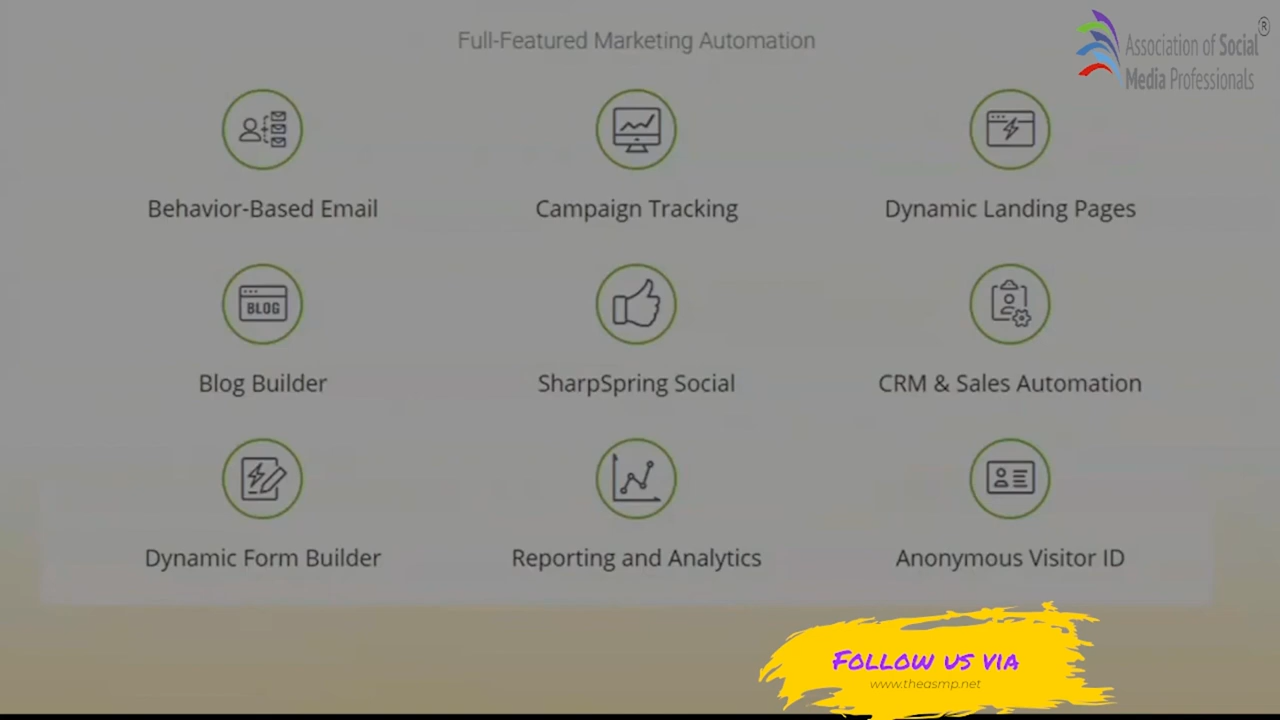 Full-Featured Marketing Automation
Association of Social ®
Media Professionals
Behavior-Based Email
Campaign Tracking
Dynamic Landing Pages
BLOG
Blog Builder
SharpSpring Social
CRM & Sales Automation
Dynamic Form Builder
Reporting and Analytics
Anonymous Visitor ID
Follow us via
www.theasmp.net